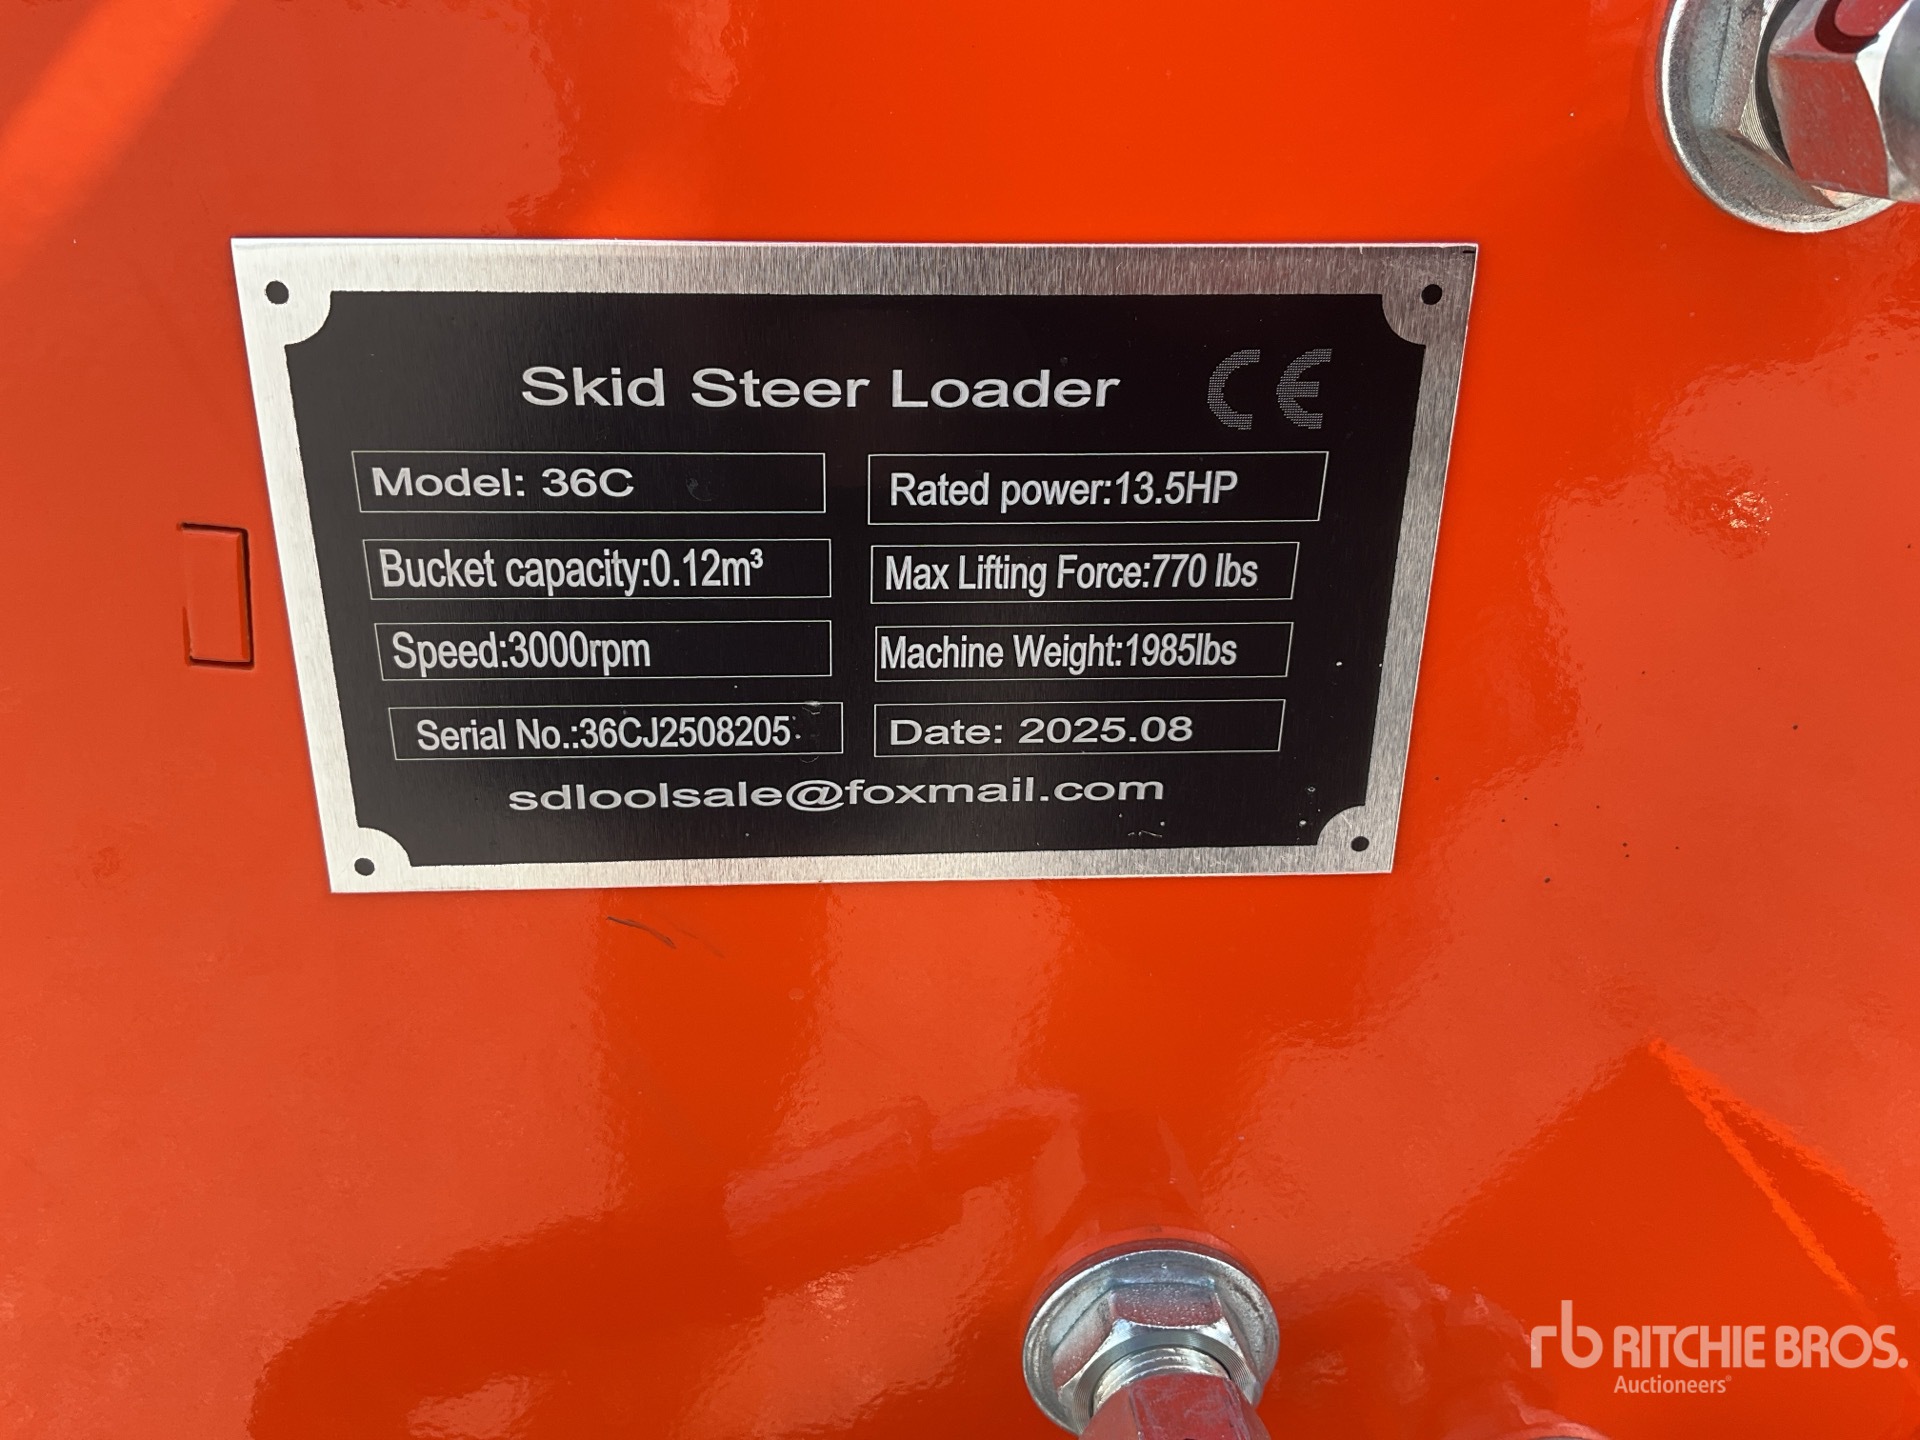 Skid Steer Loader CE
Model: 36C
Rated power:13.5HP
Bucket capacity:0.12m³
Max Lifting Force:770 lbs
Speed:3000rpm
Machine Weight:1985lbs
Serial No.:36CJ2508205
Date: 2025.08
sdloolsale@foxmail.com
rb RITCHIE BROS.
Auctioneers